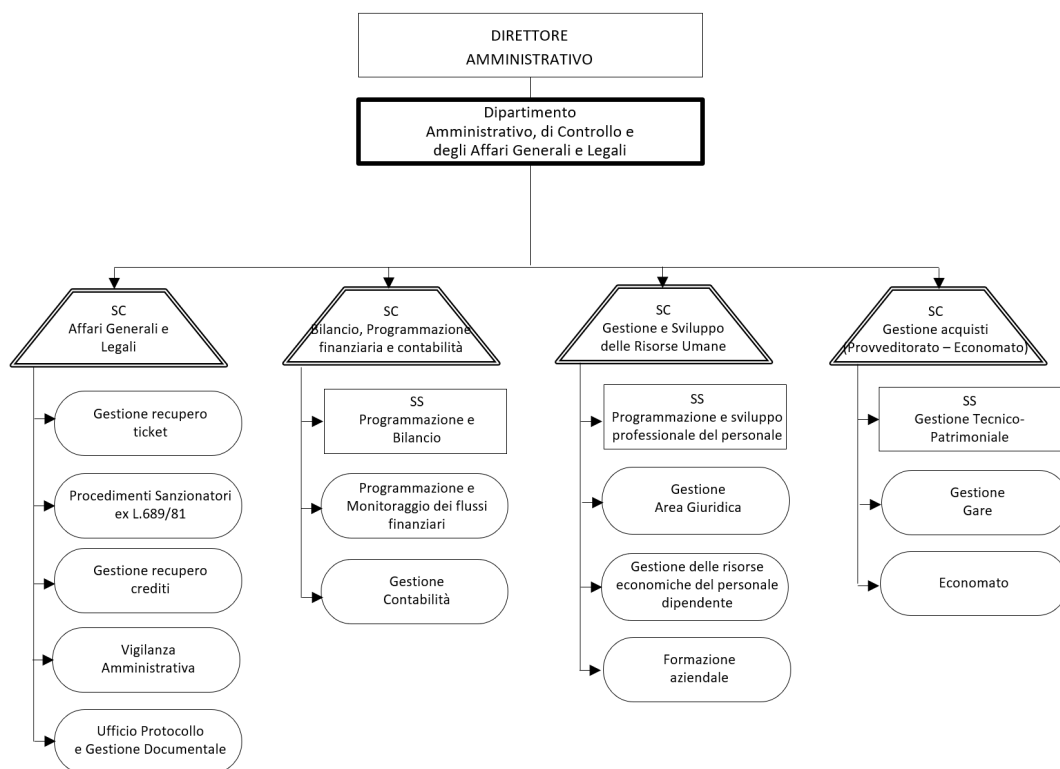 DIRETTORE
AMMINISTRATIVO
Dipartimento
Amministrativo, di Controllo e
degli Affari Generali e Legali
SC
Affari Generali e
Legali
Gestione recupero
ticket
Procedimenti Sanzionatori
ex L.689/81
Gestione recupero
crediti
Vigilanza
Amministrativa
Ufficio Protocollo
e Gestione Documentale
SC
Bilancio, Programmazione
finanziaria e contabilità
SS
Programmazione e
Bilancio
Programmazione e
Monitoraggio dei flussi
finanziari
Gestione
Contabilità
SC
Gestione e Sviluppo
delle Risorse Umane
SS
Programmazione e sviluppo
professionale del personale
Gestione
Area Giuridica
Gestione delle risorse
economiche del personale
dipendente
Formazione
aziendale
SC
Gestione acquisti
(Provveditorato – Economato)
SS
Gestione Tecnico-
Patrimoniale
Gestione
Gare
Economato